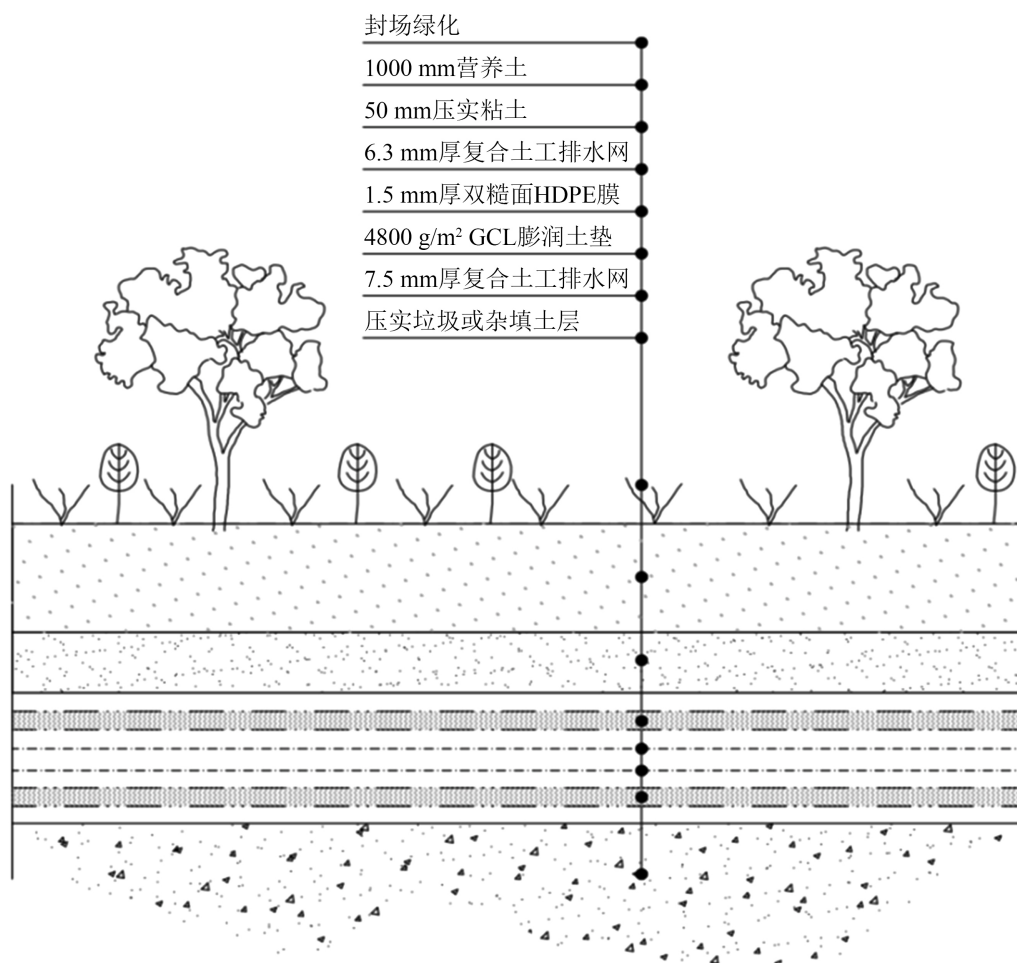 封场绿化
1000 mm营养土
50 mm压实粘土
6.3 mm厚复合土工排水网
1.5 mm厚双糙面HDPE膜
4800 g/m² GCL膨润土垫
7.5 mm厚复合土工排水网
压实垃圾或杂填土层